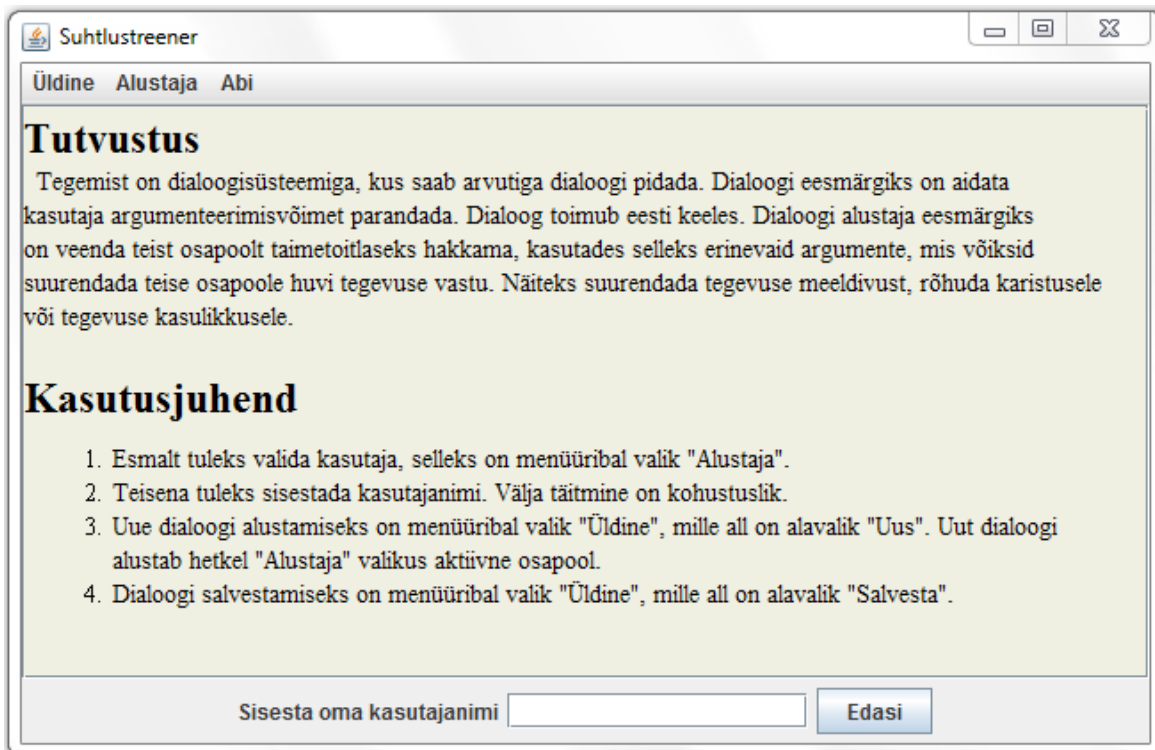 Suhtlustreener
Üldine Alustaja Abi
Tutvustus
Tegemist on dialoogisüsteemiga, kus saab arvutiga dialoogi pidada. Dialoogi eesmärgiks on aidata
kasutaja argumenteerimisvõimet parandada. Dialoog toimub eesti keeles. Dialoogi alustaja eesmärgiks
on veenda teist osapoolt taimetoitlaseks hakkama, kasutades selleks erinevaid argumente, mis võiksid
suurendada teise osapoole huvi tegevuse vastu. Näiteks suurendada tegevuse meeldivust, rõhuda karistusele
või tegevuse kasulikkusele.
Kasutusjuhend
1. Esmalt tuleks valida kasutaja, selleks on menüüribal valik "Alustaja".
2. Teisena tuleks sisestada kasutajanimi. Välja täitmine on kohustuslik.
3. Uue dialoogi alustamiseks on menüüribal valik "Üldine", mille all on alavalik "Uus". Uut dialoogi
alustab hetkel "Alustaja" valikus aktiivne osapool.
4. Dialoogi salvestamiseks on menüüribal valik "Üldine", mille all on alavalik "Salvesta".
Sisesta oma kasutajanimi Edasi